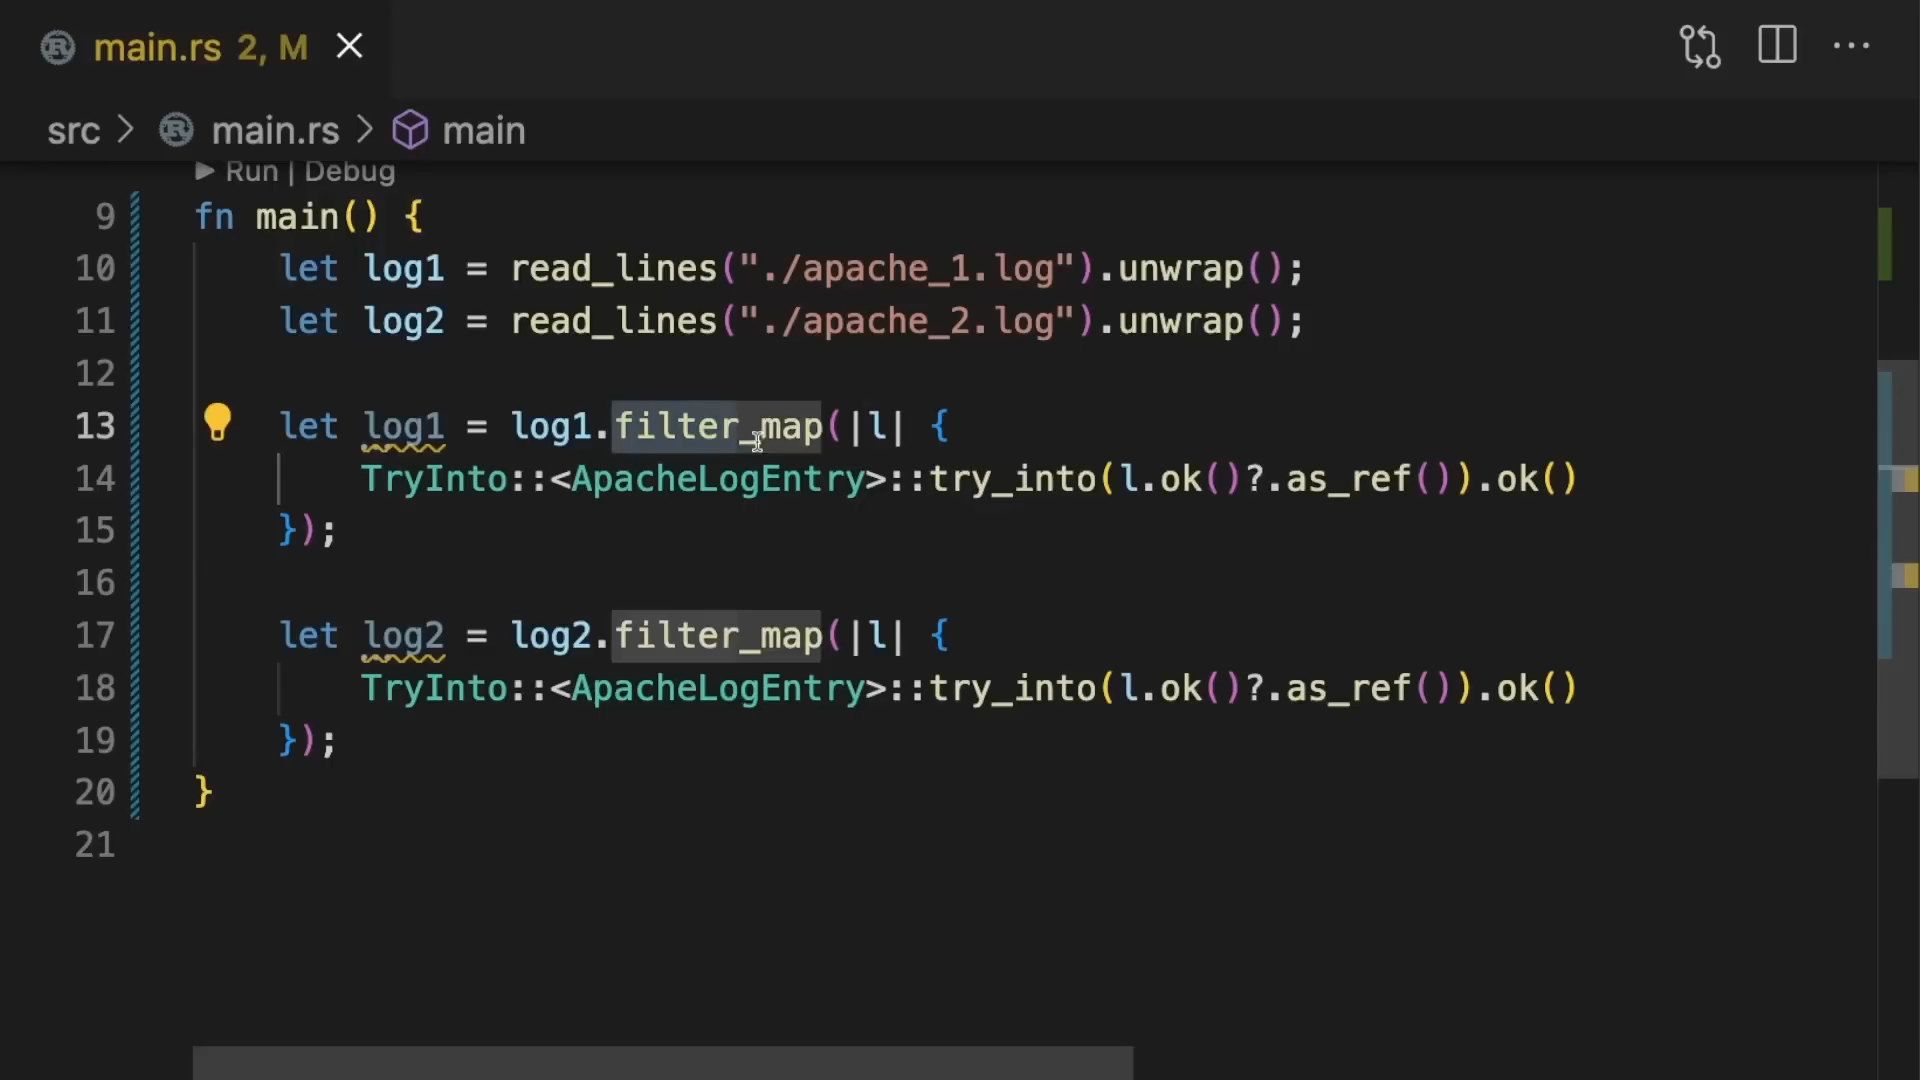 main.rs 2, M
src > main.rs > main
Run | Debug
9 fn main() {
10 let log1 = read_lines("./apache_1.log").unwrap();
11 let log2 = read_lines("./apache_2.log").unwrap();
12
13 let log1 = log1.filter_map(|l| {
14 TryInto::<ApacheLogEntry>::try_into(l.ok()?.as_ref()).ok()
15 });
16
17 let log2 = log2.filter_map(|l| {
18 TryInto::<ApacheLogEntry>::try_into(l.ok()?.as_ref()).ok()
19 });
20 }
21